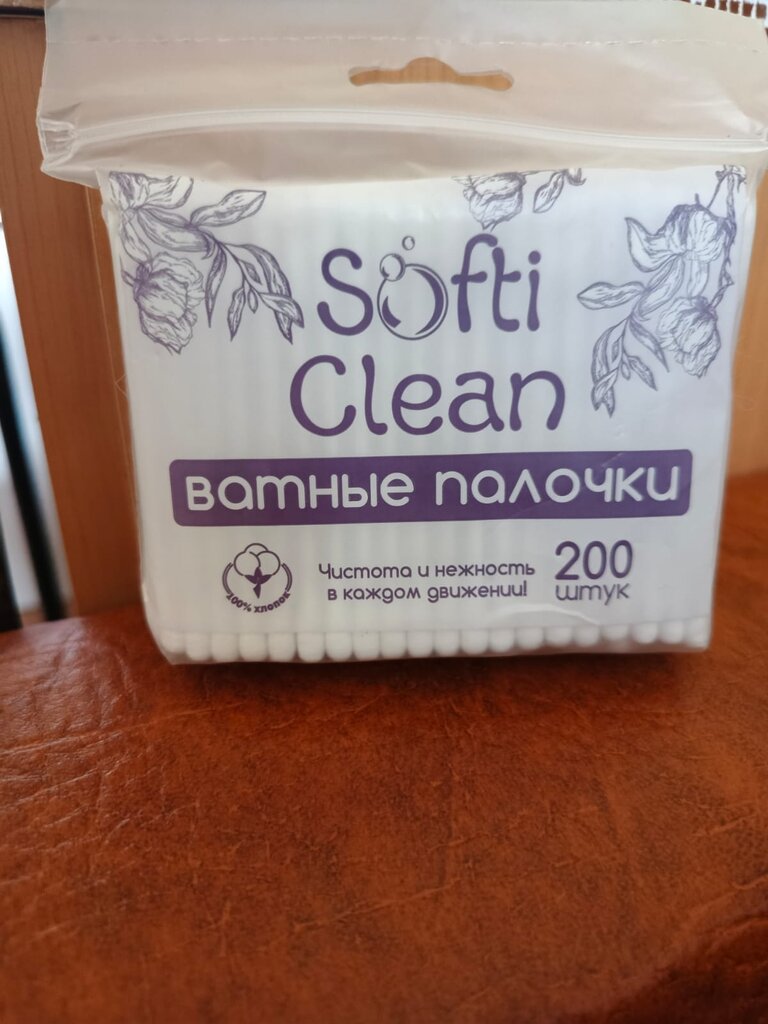 Softi
Clean
ватные палочки
100% хлопок
Чистота и нежность
в каждом движении!
200
штук